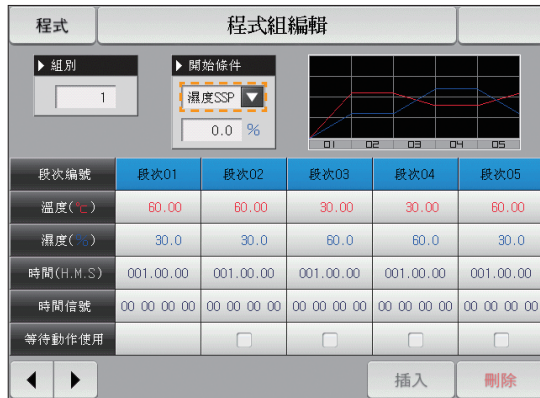 程式
程式組編輯
▶ 組別
1
▶ 開始條件
濕度SSP
0.0 %
01 02 03 04 05
段次編號 段次01 段次02 段次03 段次04 段次05
溫度(℃) 60.00 60.00 30.00 30.00 60.00
濕度(%) 30.0 30.0 60.0 60.0 30.0
時間(H.M.S) 001.00.00 001.00.00 001.00.00 001.00.00 001.00.00
時間信號 00 00 00 00 00 00 00 00 00 00 00 00 00 00 00 00 00 00 00 00
等待動作使用
插入 刪除